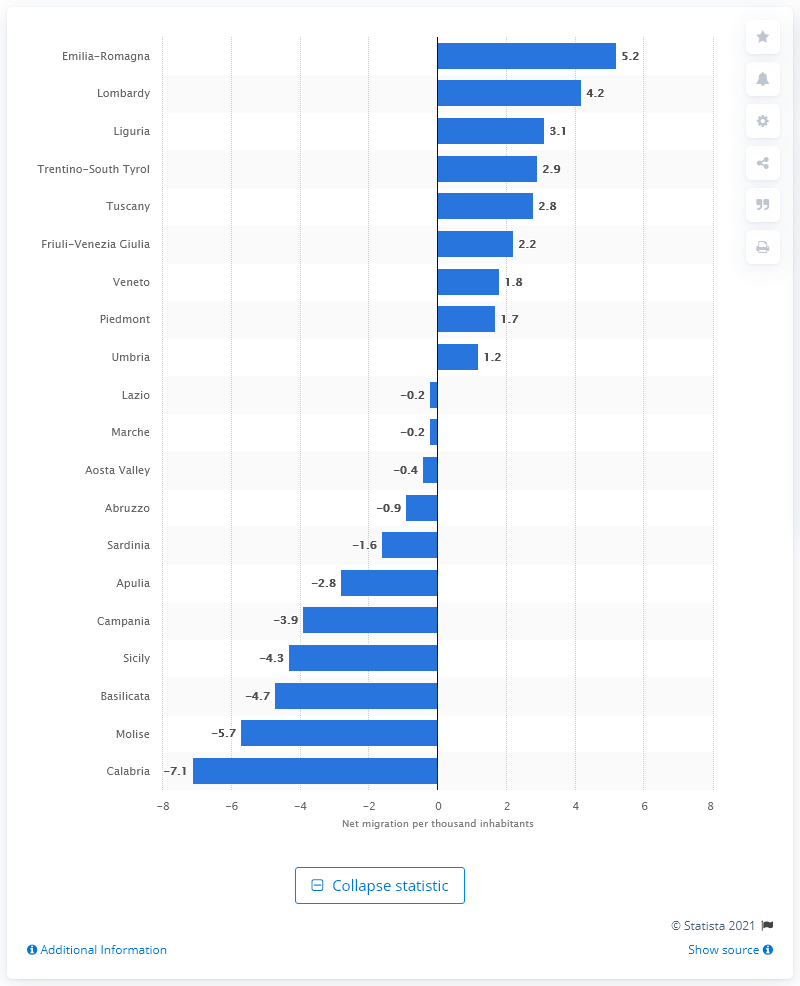 Emilia-Romagna 5.2
Lombardy 4.2
Liguria 3.1
Trentino-South Tyrol 2.9
Tuscany 2.8
Friuli-Venezia Giulia 2.2
Veneto 1.8
Piedmont 1.7
Umbria 1.2
Lazio -0.2
Marche -0.2
Aosta Valley -0.4
Abruzzo -0.9
Sardinia -1.6
Apulia -2.8
Campania -3.9
Sicily -4.3
Basilicata -4.7
Molise -5.7
Calabria -7.1
-8 -6 -4 -2 0 2 4 6 8
Net migration per thousand inhabitants
Collapse statistic
© Statista 2021
Additional Information Show source